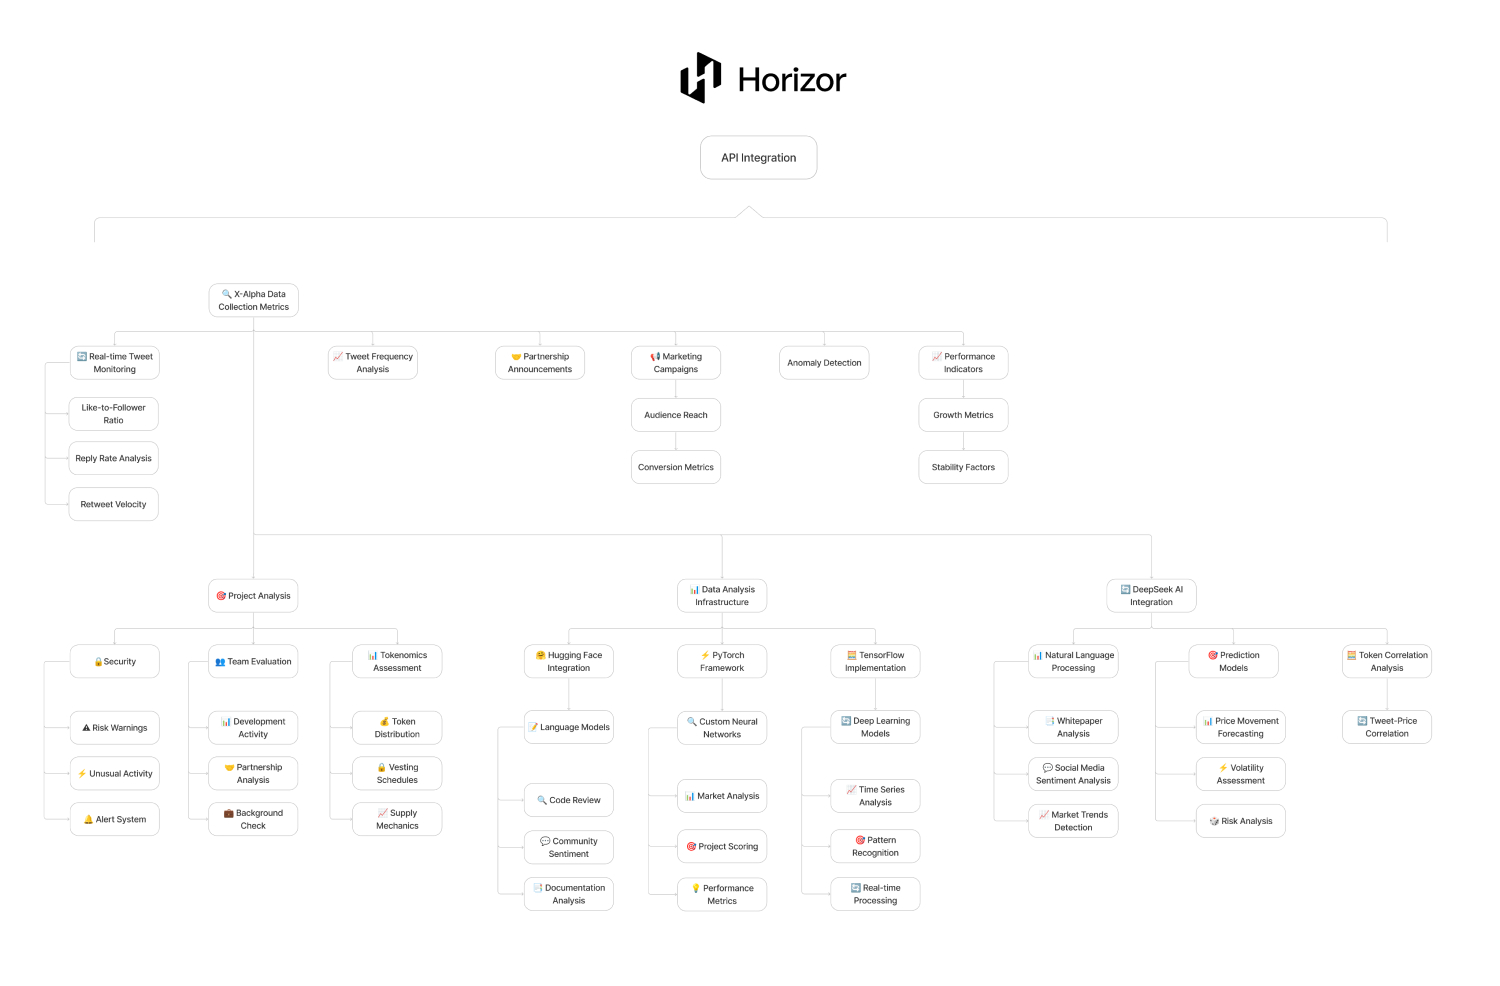 Horizor
API Integration
🔍 X-Alpha Data
Collection Metrics
🔄 Real-time Tweet
Monitoring
📈 Tweet Frequency
Analysis
🤝 Partnership
Announcements
📢 Marketing
Campaigns
Anomaly Detection
📈 Performance
Indicators
Like-to-Follower
Ratio
Reply Rate Analysis
Retweet Velocity
Audience Reach
Conversion Metrics
Growth Metrics
Stability Factors
🎯 Project Analysis
📊 Data Analysis
Infrastructure
🔄 DeepSeek AI
Integration
🔒Security
⚠ Risk Warnings
⚡ Unusual Activity
🔔 Alert System
👥 Team Evaluation
📊 Development
Activity
🤝 Partnership
Analysis
💼 Background
Check
📊 Tokenomics
Assessment
💰 Token
Distribution
🔒 Vesting
Schedules
📈 Supply
Mechanics
🤗 Hugging Face
Integration
📝 Language Models
🔍 Code Review
💬 Community
Sentiment
📑 Documentation
Analysis
⚡ PyTorch
Framework
🔍 Custom Neural
Networks
📊 Market Analysis
🎯 Project Scoring
💡 Performance
Metrics
🧮 TensorFlow
Implementation
🔄 Deep Learning
Models
📈 Time Series
Analysis
🎯 Pattern
Recognition
🔄 Real-time
Processing
📊 Natural Language
Processing
📑 Whitepaper
Analysis
💬 Social Media
Sentiment Analysis
📈 Market Trends
Detection
🎯 Prediction
Models
📊 Price Movement
Forecasting
⚡ Volatility
Assessment
🎲 Risk Analysis
🧮 Token Correlation
Analysis
🔄 Tweet-Price
Correlation